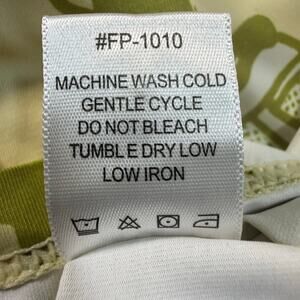 #FP-1010
MACHINE WASH COLD
GENTLE CYCLE
DO NOT BLEACH
TUMBLE DRY LOW
LOW IRON